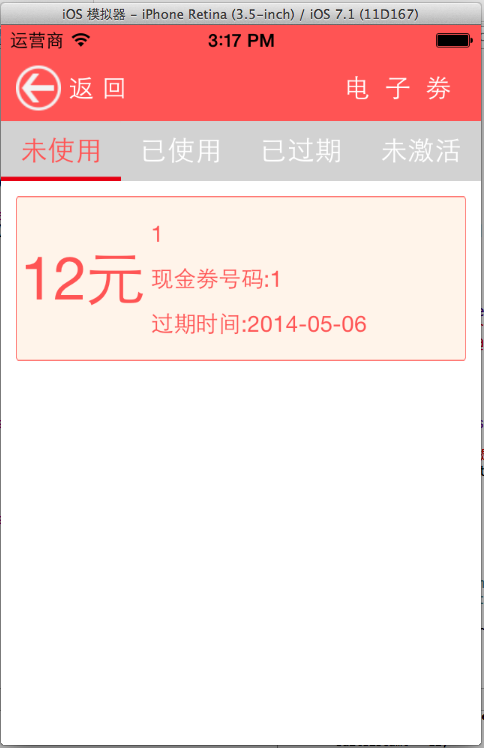 iOS 模拟器 - iPhone Retina (3.5-inch) / iOS 7.1 (11D167)
运营商 3:17 PM
返回 电子券
未使用 已使用 已过期 未激活
1
12元
现金券号码:1
过期时间:2014-05-06